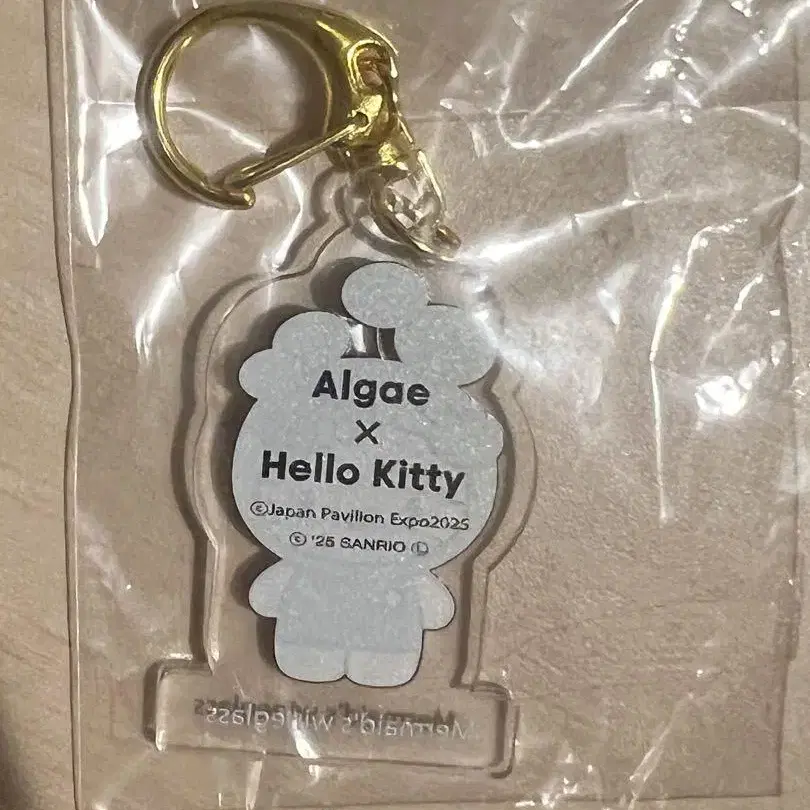 Algae
×
Hello Kitty
©Japan Pavilion Expo2025
© '25 SANRIO Ⓛ
Mermaid's wineglass